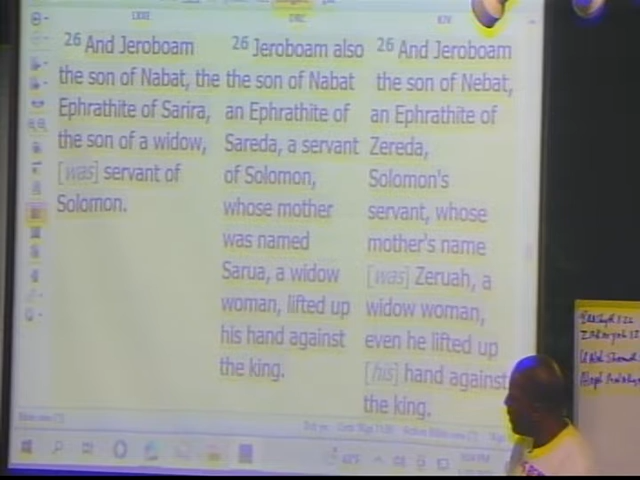 LXXE
DRC
KJV
26 And Jeroboam
the son of Nabat, the
Ephrathite of Sarira,
the son of a widow,
[was] servant of
Solomon.
26 Jeroboam also
the son of Nabat
an Ephrathite of
Sareda, a servant
of Solomon,
whose mother
was named
Sarua, a widow
woman, lifted up
his hand against
the king.
26 And Jeroboam
the son of Nebat,
an Ephrathite of
Zereda,
Solomon's
servant, whose
mother's name
[was] Zeruah, a
widow woman,
even he lifted up
[his] hand against
the king.